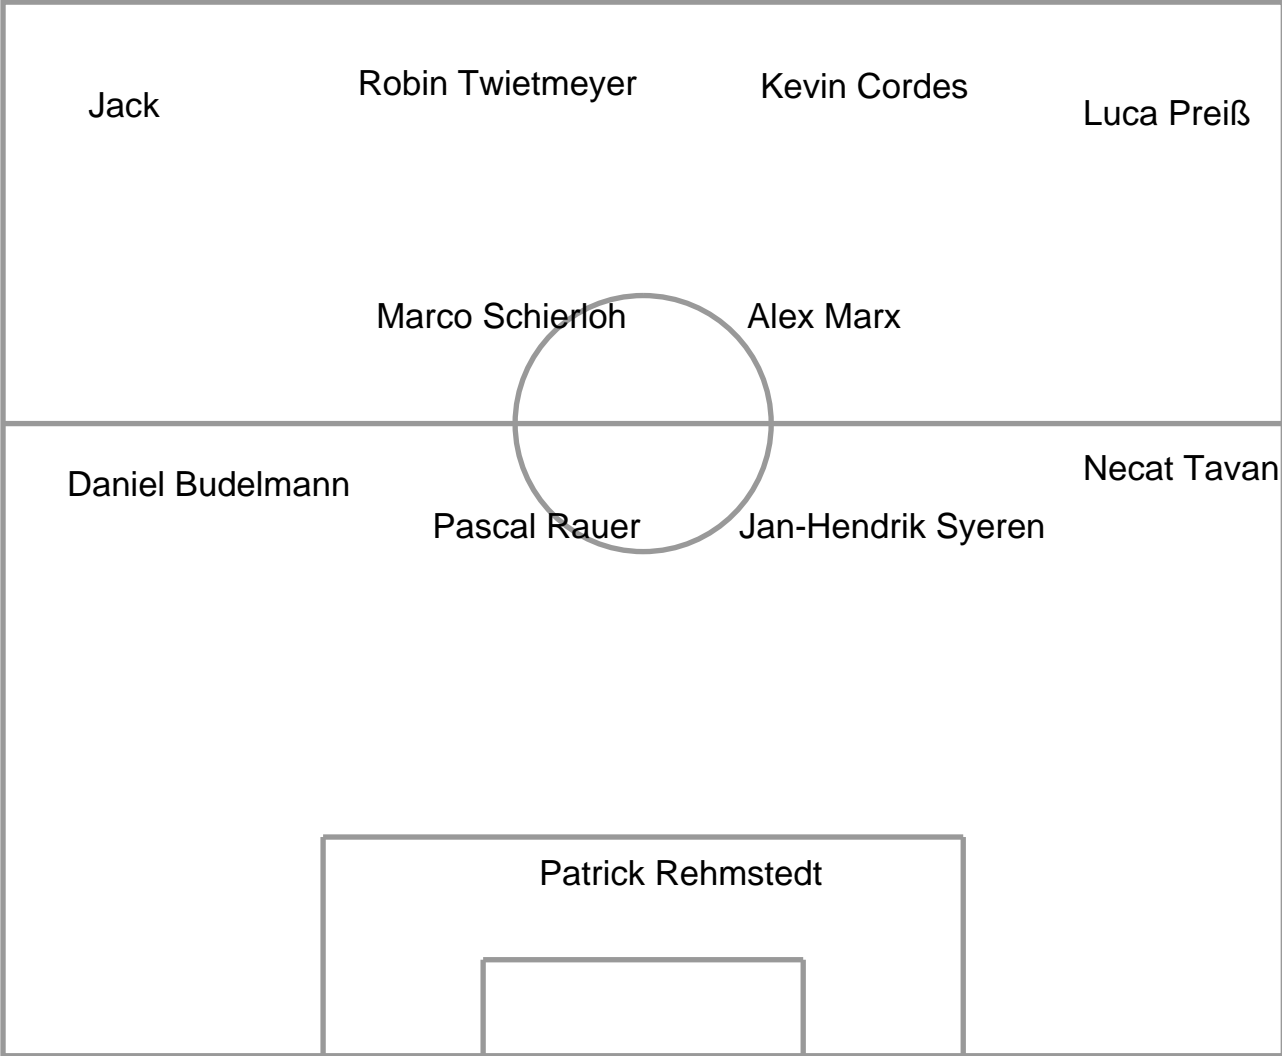 Jack
Robin Twietmeyer
Kevin Cordes
Luca Preiß
Marco Schierloh
Alex Marx
Daniel Budelmann
Necat Tavan
Pascal Rauer
Jan-Hendrik Syeren
Patrick Rehmstedt